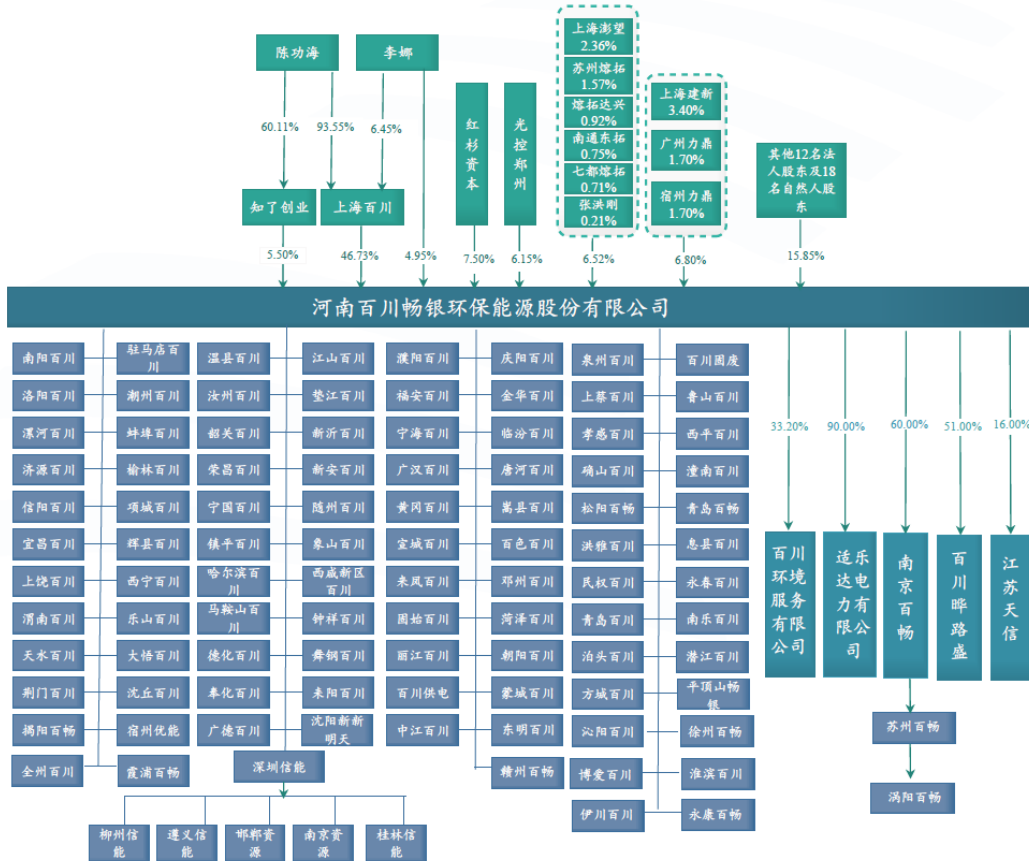 陈功海
李娜
60.11%
93.55%
6.45%
知了创业
上海百川
红杉资本
光控郑州
上海澎望
2.36%
苏州熔拓
1.57%
熔拓达兴
0.92%
南通东拓
0.75%
七都熔拓
0.71%
张洪刚
0.21%
上海建新
3.40%
广州力鼎
1.70%
宿州力鼎
1.70%
其他12名法
人股东及18
名自然人股
东
5.50%
46.73%
4.95%
7.50%
6.15%
6.52%
6.80%
15.85%
河南百川畅银环保能源股份有限公司
南阳百川
驻马店百
川
温县百川
江山百川
濮阳百川
庆阳百川
泉州百川
百川固废
洛阳百川
潮州百川
汝州百川
垫江百川
福安百川
金华百川
上蔡百川
鲁山百川
漯河百川
蚌埠百川
韶关百川
新沂百川
宁海百川
临汾百川
孝感百川
西平百川
济源百川
榆林百川
荣昌百川
新安百川
广汉百川
唐河百川
确山百川
潼南百川
信阳百川
项城百川
宁国百川
随州百川
黄冈百川
嵩县百川
松阳百畅
青岛百畅
宜昌百川
辉县百川
镇平百川
象山百川
宣城百川
百色百川
洪雅百川
息县百川
上饶百川
西宁百川
哈尔滨百
川
西咸新区百
百川
来凤百川
邓州百川
民权百川
永春百川
渭南百川
乐山百川
马鞍山百
川
钟祥百川
固始百川
菏泽百川
青岛百川
南乐百川
天水百川
大悟百川
德化百川
舞钢百川
丽江百川
朝阳百川
泊头百川
潜江百川
荆门百川
沈丘百川
奉化百川
耒阳百川
百川供电
蒙城百川
方城百川
平顶山畅
银
揭阳百畅
宿州优能
广德百川
沈阳新新
明天
中江百川
东明百川
沁阳百川
徐州百畅
全州百川
霞浦百畅
深圳信能
赣州百畅
博爱百川
淮滨百川
伊川百川
永康百畅
柳州信
能
遵义信
能
邯郸资
源
南京资
源
桂林信
能
33.20%
90.00%
60.00%
51.00%
16.00%
百川环境服务有限公司
适乐达电力有限公司
南京百畅
百川晔路盛
江苏天信
苏州百畅
涡阳百畅